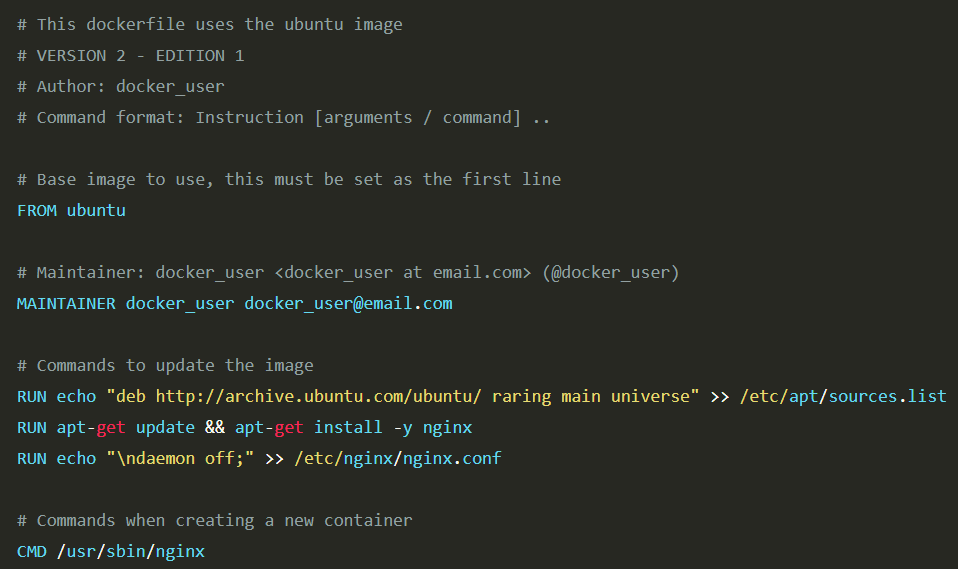 # This dockerfile uses the ubuntu image
# VERSION 2 - EDITION 1
# Author: docker_user
# Command format: Instruction [arguments / command] ..
# Base image to use, this must be set as the first line
FROM ubuntu
# Maintainer: docker_user <docker_user at email.com> (@docker_user)
MAINTAINER docker_user docker_user@email.com
# Commands to update the image
RUN echo "deb http://archive.ubuntu.com/ubuntu/ raring main universe" >> /etc/apt/sources.list
RUN apt-get update && apt-get install -y nginx
RUN echo "\ndaemon off;" >> /etc/nginx/nginx.conf
# Commands when creating a new container
CMD /usr/sbin/nginx